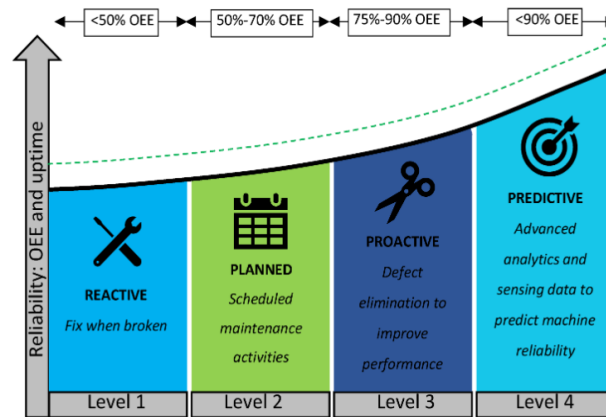 <50% OEE
50%-70% OEE
75%-90% OEE
<90% OEE
Reliability: OEE and uptime
REACTIVE
Fix when broken
PLANNED
Scheduled
maintenance
activities
PROACTIVE
Defect
elimination to
improve
performance
PREDICTIVE
Advanced
analytics and
sensing data to
predict machine
reliability
Level 1
Level 2
Level 3
Level 4